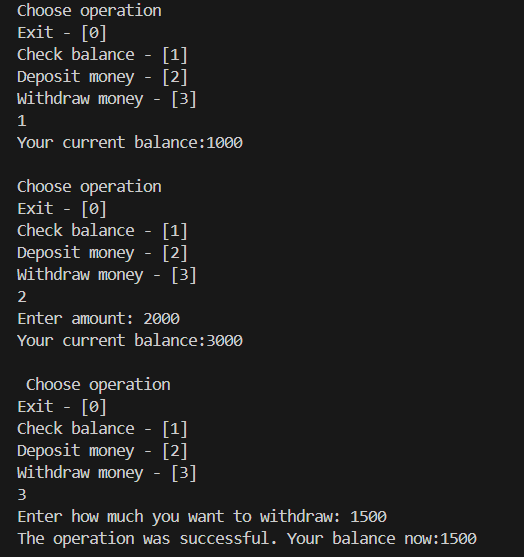 Choose operation
Exit - [0]
Check balance - [1]
Deposit money - [2]
Withdraw money - [3]
1
Your current balance:1000
Choose operation
Exit - [0]
Check balance - [1]
Deposit money - [2]
Withdraw money - [3]
2
Enter amount: 2000
Your current balance:3000
Choose operation
Exit - [0]
Check balance - [1]
Deposit money - [2]
Withdraw money - [3]
3
Enter how much you want to withdraw: 1500
The operation was successful. Your balance now:1500